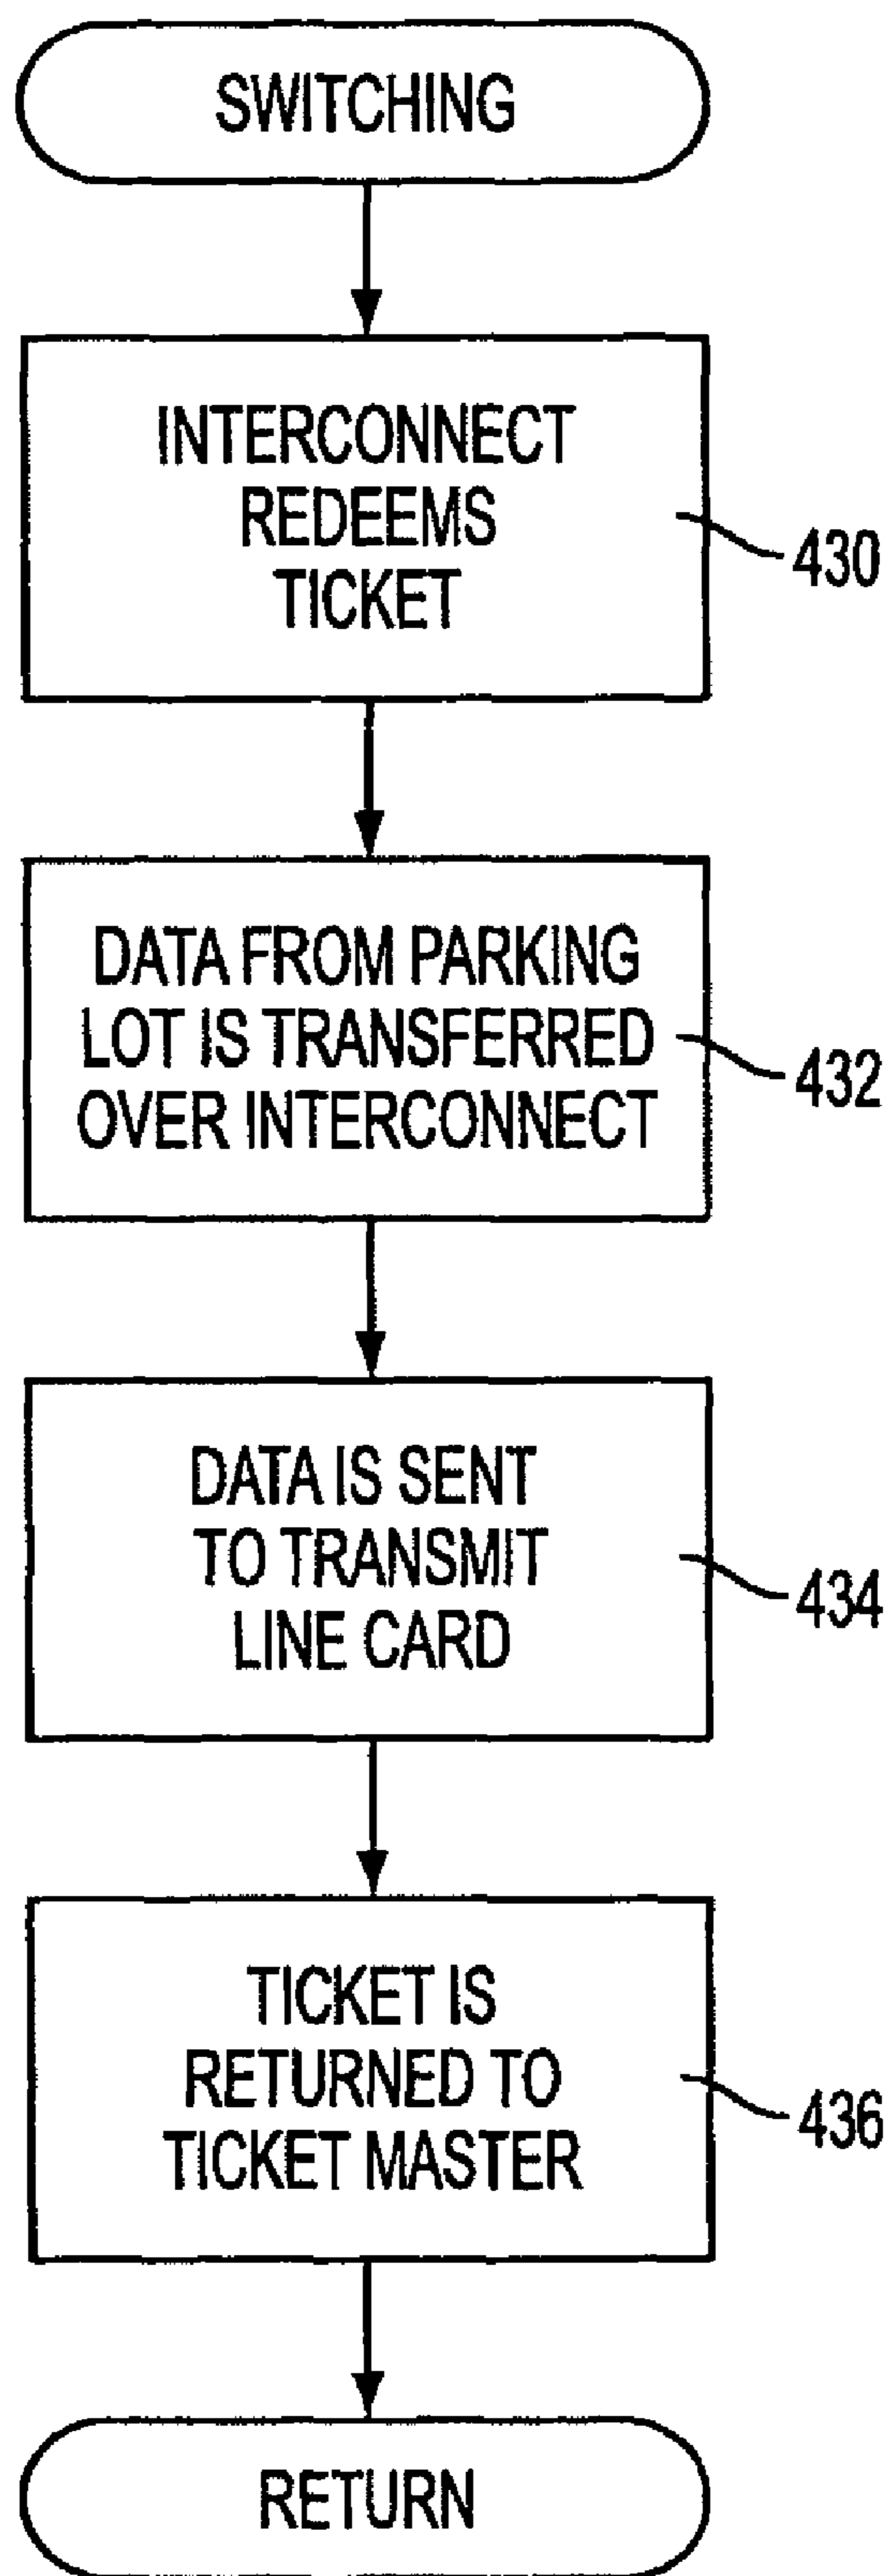 SWITCHING
INTERCONNECT
REDEEMS
TICKET
430
DATA FROM PARKING
LOT IS TRANSFERRED
OVER INTERCONNECT
432
DATA IS SENT
TO TRANSMIT
LINE CARD
434
TICKET IS
RETURNED TO
TICKET MASTER
436
RETURN